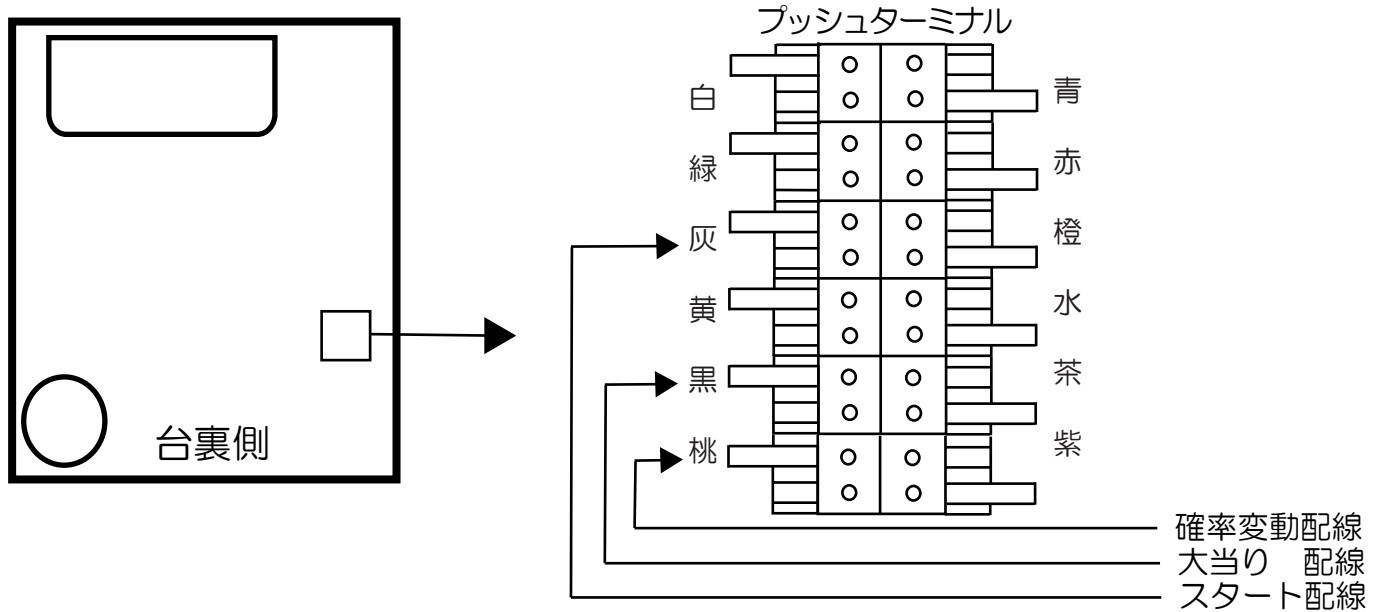 プッシュターミナル
白
青
緑
赤
灰
橙
黄
水
黒
茶
桃
紫
台裏側
確率変動配線
大当り　配線
スタート配線